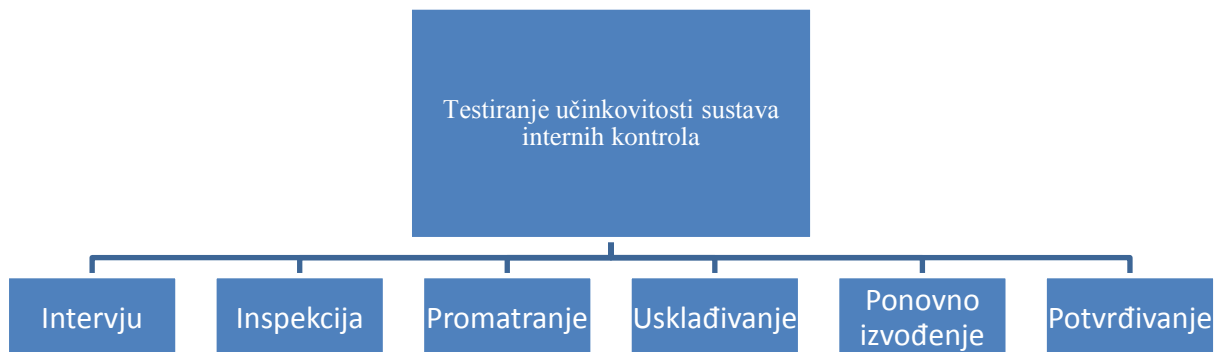 Testiranje učinkovitosti sustava
internih kontrola
Intervju
Inspekcija
Promatranje
Usklađivanje
Ponovno
izvođenje
Potvrđivanje